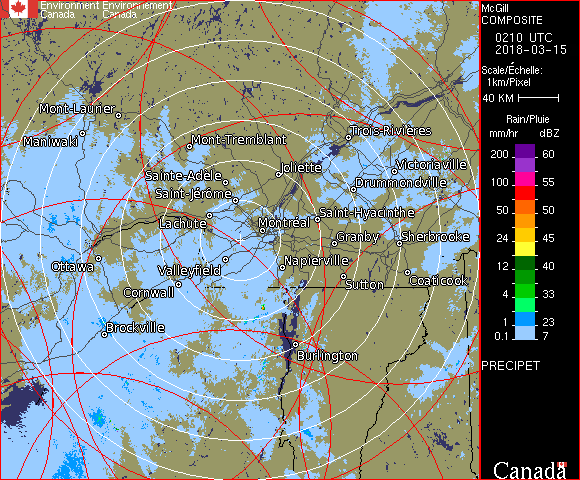 Environment Environnement
Canada Canada
McGill
COMPOSITE
0210 UTC
2018-03-15
Scale/Échelle:
1km/Pixel
40 KM
Rain/Pluie
mm/hr dBZ
200 60
100 55
50 50
24 45
12 40
4 33
1 23
0.1 7
PRECIPET
Canada
Mont-Laurier
Maniwaki
Mont-Tremblant
Trois-Rivières
Joliette
Victoriaville
Sainte-Adèle
Drummondville
Saint-Jérôme
Saint-Hyacinthe
Lachute
Montréal
Granby
Sherbrooke
Ottawa
Valleyfield
Napierville
Cornwall
Sutton
Coaticook
Brockville
Burlington